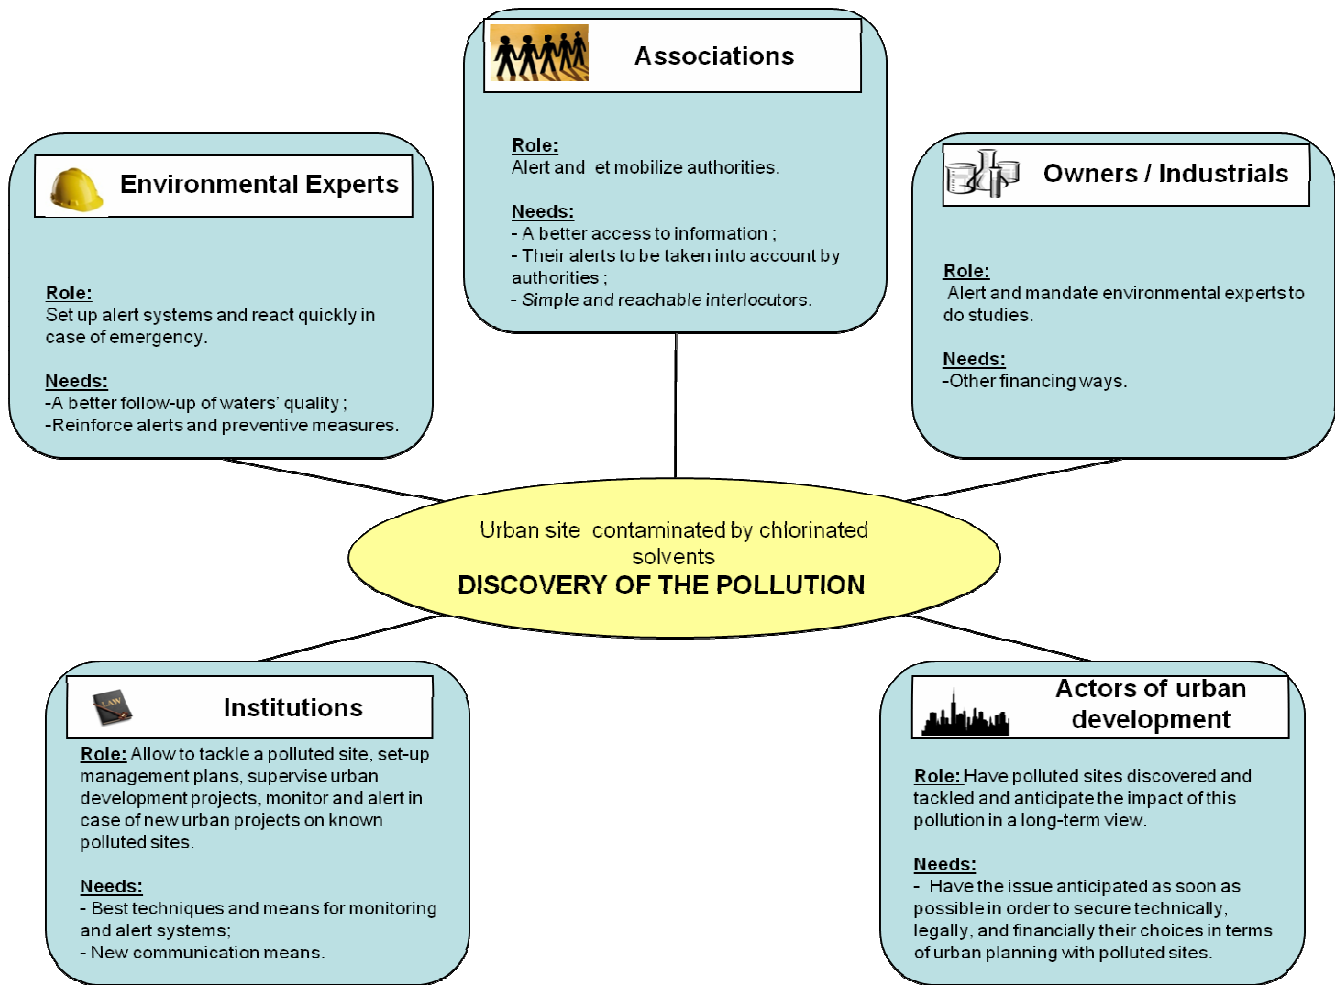 Associations
Role:
Alert and et mobilize authorities.
Needs:
- A better access to information ;
- Their alerts to be taken into account by
authorities ;
- Simple and reachable interlocutors.
Environmental Experts
Role:
Set up alert systems and react quickly in
case of emergency.
Needs:
-A better follow-up of waters' quality ;
-Reinforce alerts and preventive measures.
Owners / Industrials
Role:
Alert and mandate environmental experts to
do studies.
Needs:
-Other financing ways.
Urban site contaminated by chlorinated
solvents
DISCOVERY OF THE POLLUTION
LAW
Institutions
Role: Allow to tackle a polluted site, set-up
management plans, supervise urban
development projects, monitor and alert in
case of new urban projects on known
polluted sites.
Needs:
- Best techniques and means for monitoring
and alert systems;
- New communication means.
Actors of urban
development
Role: Have polluted sites discovered and
tackled and anticipate the impact of this
pollution in a long-term view.
Needs:
- Have the issue anticipated as soon as
possible in order to secure technically,
legally, and financially their choices in terms
of urban planning with polluted sites.